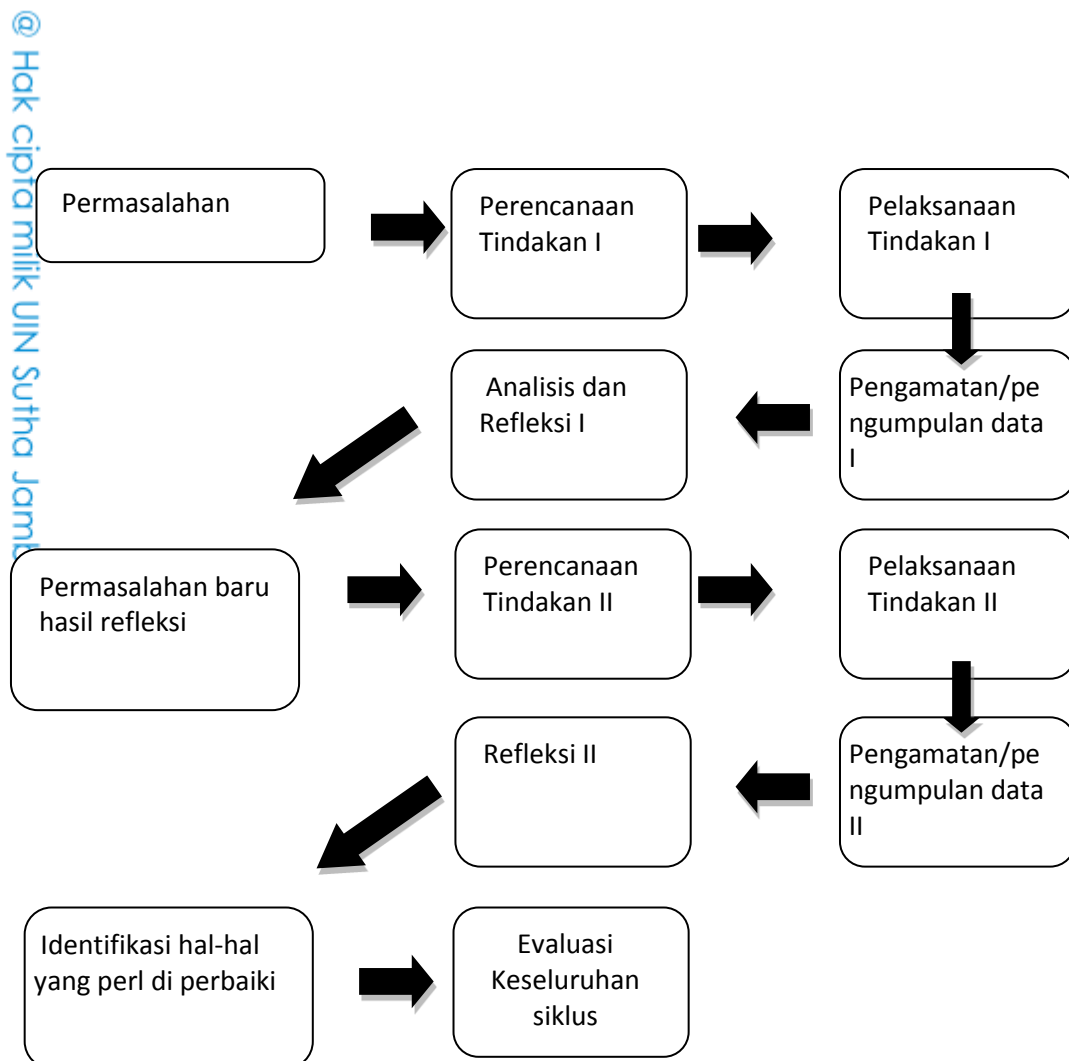 @ Hak cipta milik UIN Sutha Jamb
Permasalahan
Perencanaan
Tindakan I
Pelaksanaan
Tindakan I
Pengamatan/pe
ngumpulan data
I
Analisis dan
Refleksi I
Permasalahan baru
hasil refleksi
Perencanaan
Tindakan II
Pelaksanaan
Tindakan II
Pengamatan/pe
ngumpulan data
II
Refleksi II
Identifikasi hal-hal
yang perl di perbaiki
Evaluasi
Keseluruhan
siklus